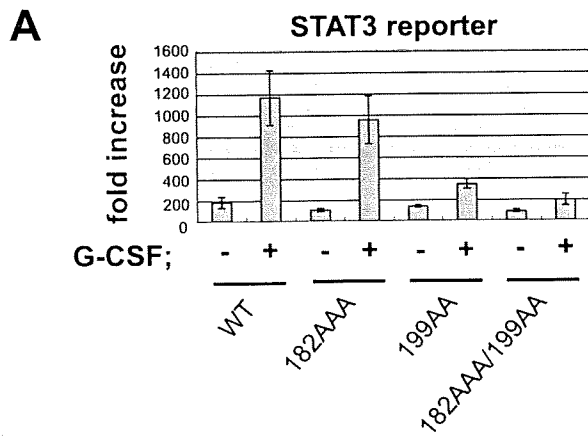 A
STAT3 reporter
fold increase
1600
1400
1200
1000
800
600
400
200
0
G-CSF; - + - + - + - +
WT
182AAA
199AA
182AAA/199AA